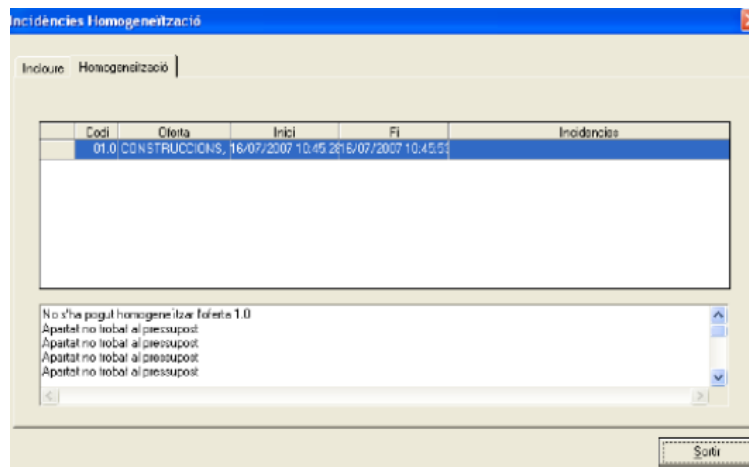 Incidències Homogeneïtzació
Incloure Homogeneïtzació
Codi Oferta Inici Fi Incidencies
01.0 CONSTRUCCIONS, 16/07/2007 10:45:28 16/07/2007 10:45:59
No s'ha pogut homogeneïtzar l'oferta 1.0
Apartat no trobat al pressupost
Apartat no trobat al pressupost
Apartat no trobat al pressupost
Apartat no trobat al pressupost
Sortir